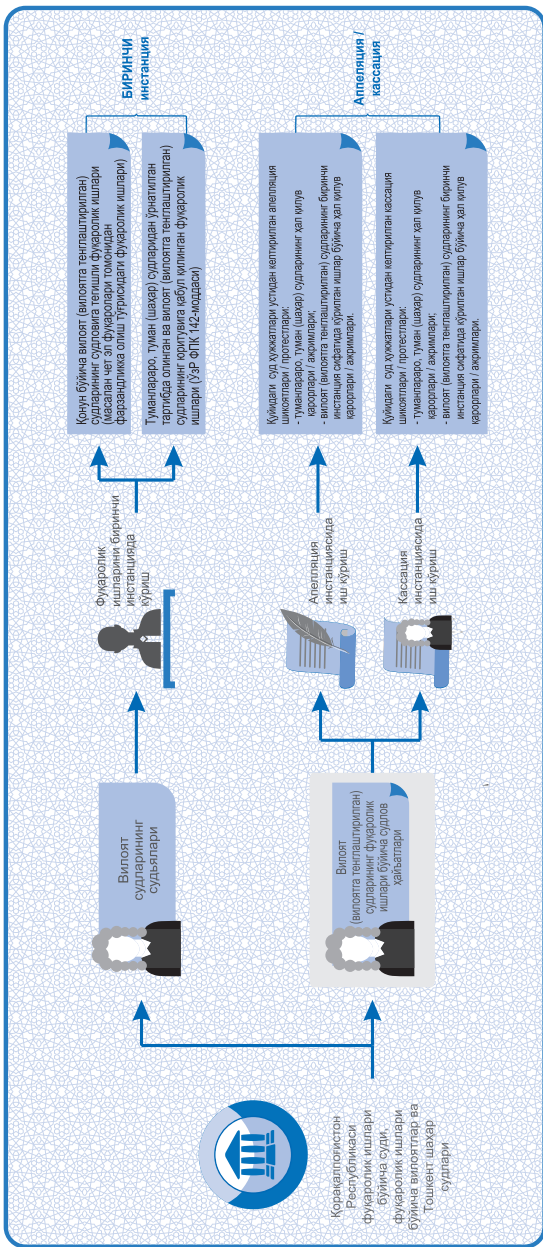 Қорақалпоғистон
Республикаси
фуқаролик ишлари
бўйича суди,
фуқаролик ишлари
бўйича вилоятлар ва
Тошкент шаҳар
судлари
Вилоят
судларининг
судьялари
Фуқаролик
ишларини биринчи
инстанцияда
кўриш
Қонун бўйича вилоят (вилоятга тенглаштирилган)
судларининг судловига тегишли фуқаролик ишлари
(масалан чет эл фуқаролари томонидан
фарзандликка олиш тўғрисидаги фуқаролик ишлари)
Туманлараро, туман (шаҳар) судларидан ўрнатилган
тартибда олинган ва вилоят (вилоятга тенглаштирилган)
судларининг юритувига қабул қилинган фуқаролик
ишлари (ЎзР ФПК 142-моддаси)
БИРИНЧИ
инстанция
Вилоят
(вилоятга тенглаштирилган)
судларининг фуқаролик
ишлари бўйича судлов
ҳайъатлари
Апелляция
инстанциясида
иш кўриш
Қуйидаги суд ҳужжатлари устидан келтирилган апелляция
шикоятлари / протестлари:
- туманлараро, туман (шаҳар) судларининг ҳал қилув
қарорлари / ажримлари;
- вилоят (вилоятга тенглаштирилган) судларининг биринчи
инстанция сифатида кўрилган ишлар бўйича ҳал қилув
қарорлари / ажримлари.
Кассация
инстанциясида
иш кўриш
Қуйидаги суд ҳужжатлари устидан келтирилган кассация
шикоятлари / протестлари:
- туманлараро, туман (шаҳар) судларининг ҳал қилув
қарорлари / ажримлари;
- вилоят (вилоятга тенглаштирилган) судларининг биринчи
инстанция сифатида кўрилган ишлар бўйича ҳал қилув
қарорлари / ажримлари.
Аппеляция /
кассация